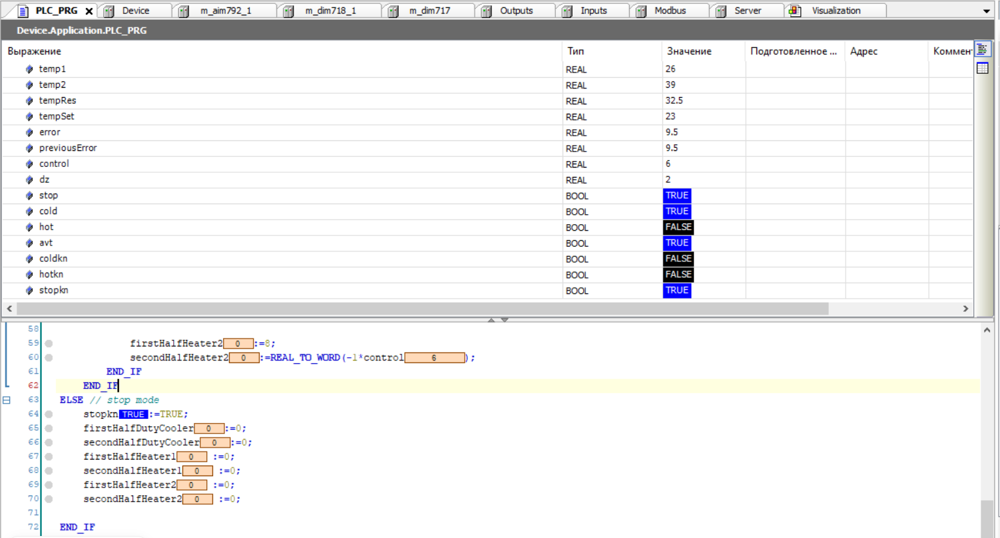 PLC_PRG Device m_aim792_1 m_dim718_1 m_dim717 Outputs Inputs Modbus Server Visualization
Device.Application.PLC_PRG
Выражение Тип Значение Подготовленное ... Адрес Коммент
temp1 REAL 26
temp2 REAL 39
tempRes REAL 32.5
tempSet REAL 23
error REAL 9.5
previousError REAL 9.5
control REAL 6
dz REAL 2
stop BOOL TRUE
cold BOOL TRUE
hot BOOL FALSE
avt BOOL TRUE
coldkn BOOL FALSE
hotkn BOOL FALSE
stopkn BOOL TRUE
58
59 firstHalfHeater2 0 :=8;
60 secondHalfHeater2 0 :=REAL_TO_WORD(-1*control 6 );
61 END_IF
62 END_IF
63 ELSE // stop mode
64 stopkn TRUE :=TRUE;
65 firstHalfDutyCooler 0 :=0;
66 secondHalfDutyCooler 0 :=0;
67 firstHalfHeater1 0 :=0;
68 secondHalfHeater1 0 :=0;
69 firstHalfHeater2 0 :=0;
70 secondHalfHeater2 0 :=0;
71
72 END_IF